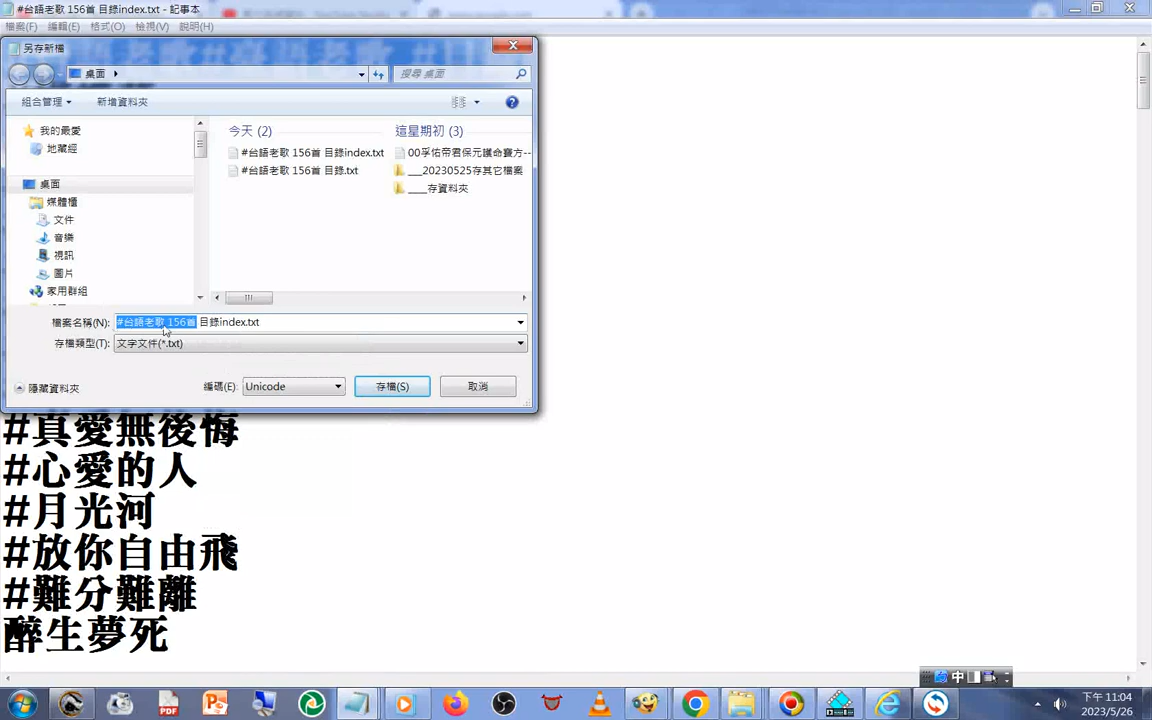 #台語老歌 156首 目錄index.txt - 記事本
檔案(F) 編輯(E) 格式(O) 檢視(V) 說明(H)
另存新檔
桌面
搜尋 桌面
組合管理 新增資料夾
我的最愛
地藏經
桌面
媒體櫃
文件
音樂
視訊
圖片
家用群組
今天 (2)
#台語老歌 156首 目錄index.txt
#台語老歌 156首 目錄.txt
這星期初 (3)
00孚佑帝君保元護命寶方--
___20230525存其它檔案
____存資料夾
檔案名稱(N): #台語老歌 156首 目錄index.txt
存檔類型(T): 文字文件(*.txt)
隱藏資料夾
編碼(E): Unicode 存檔(S) 取消
#真愛無後悔
#心愛的人
#月光河
#放你自由飛
#難分難離
醉生夢死
中
PDF
下午 11:04
2023/5/26